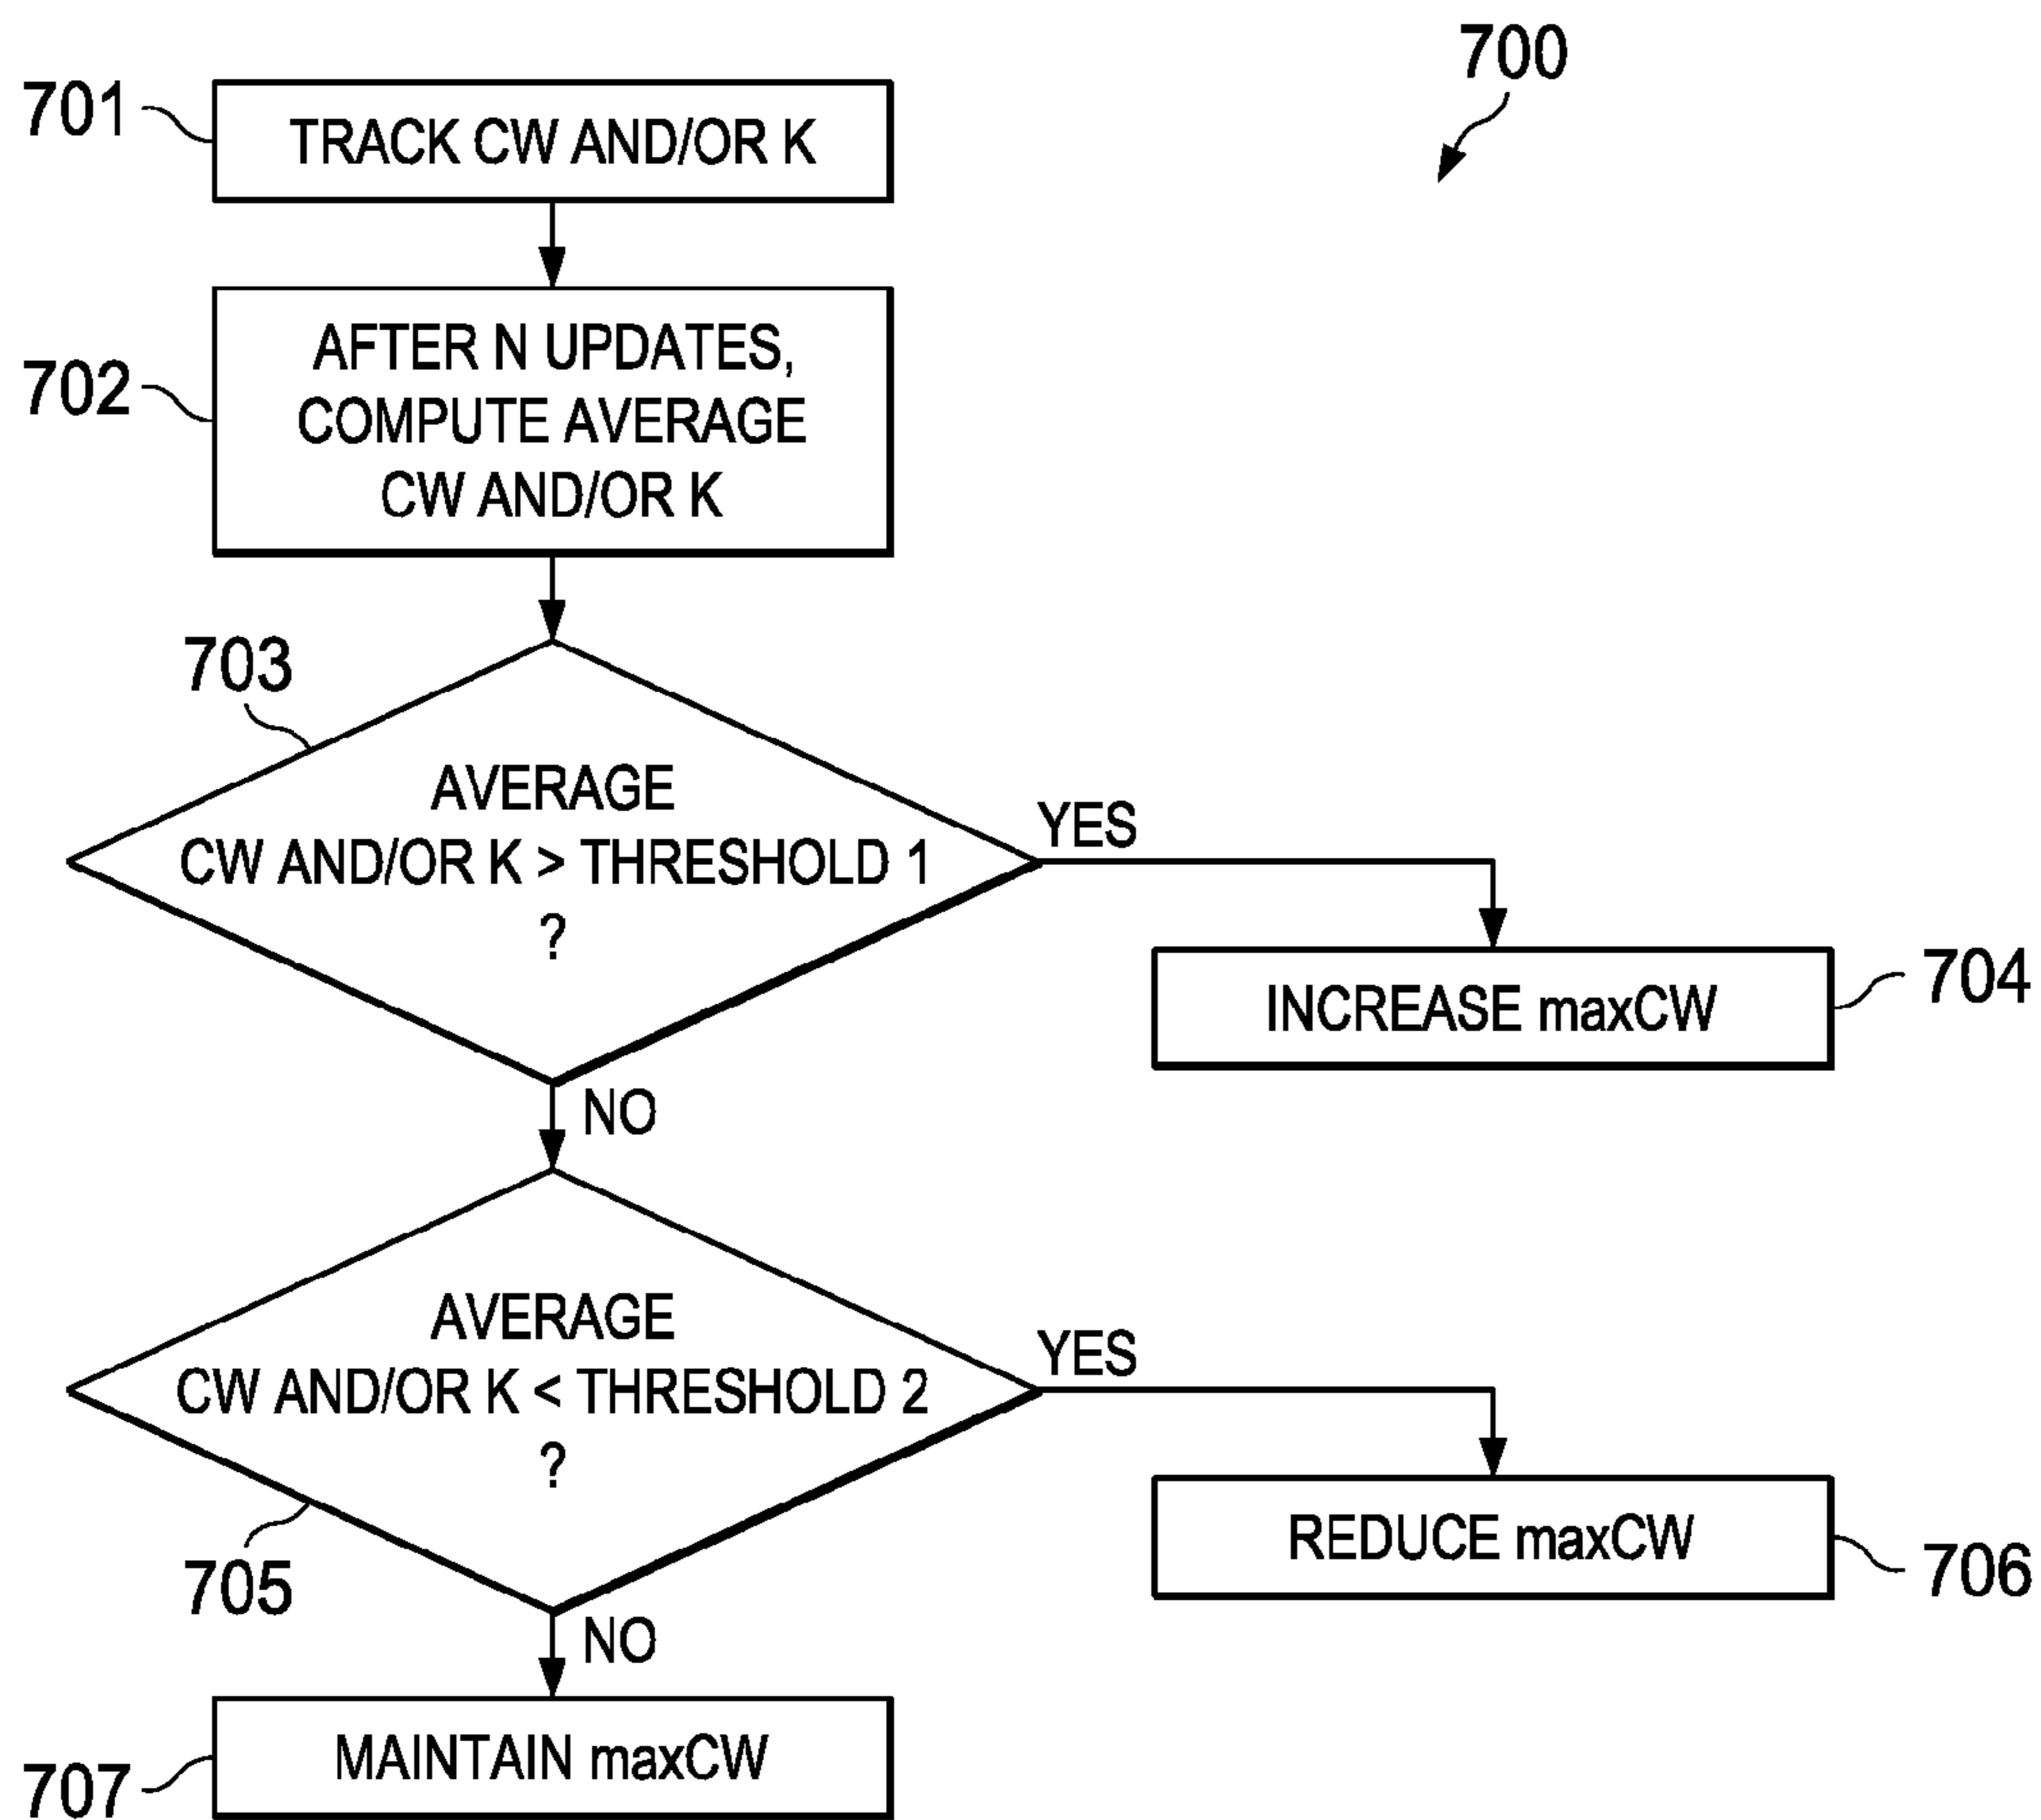 700
701
TRACK CW AND/OR K
702
AFTER N UPDATES,
COMPUTE AVERAGE
CW AND/OR K
703
AVERAGE
CW AND/OR K > THRESHOLD 1
?
YES
704
INCREASE maxCW
NO
AVERAGE
CW AND/OR K < THRESHOLD 2
?
YES
705
706
REDUCE maxCW
NO
707
MAINTAIN maxCW